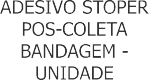 ADESIVO STOPER
POS-COLETA
BANDAGEM -
UNIDADE